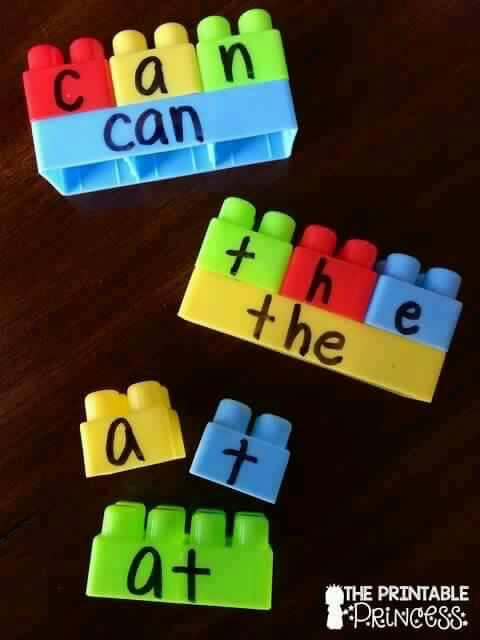 c a n
can
t h e
the
a t
at
THE PRINTABLE
PRINCESS